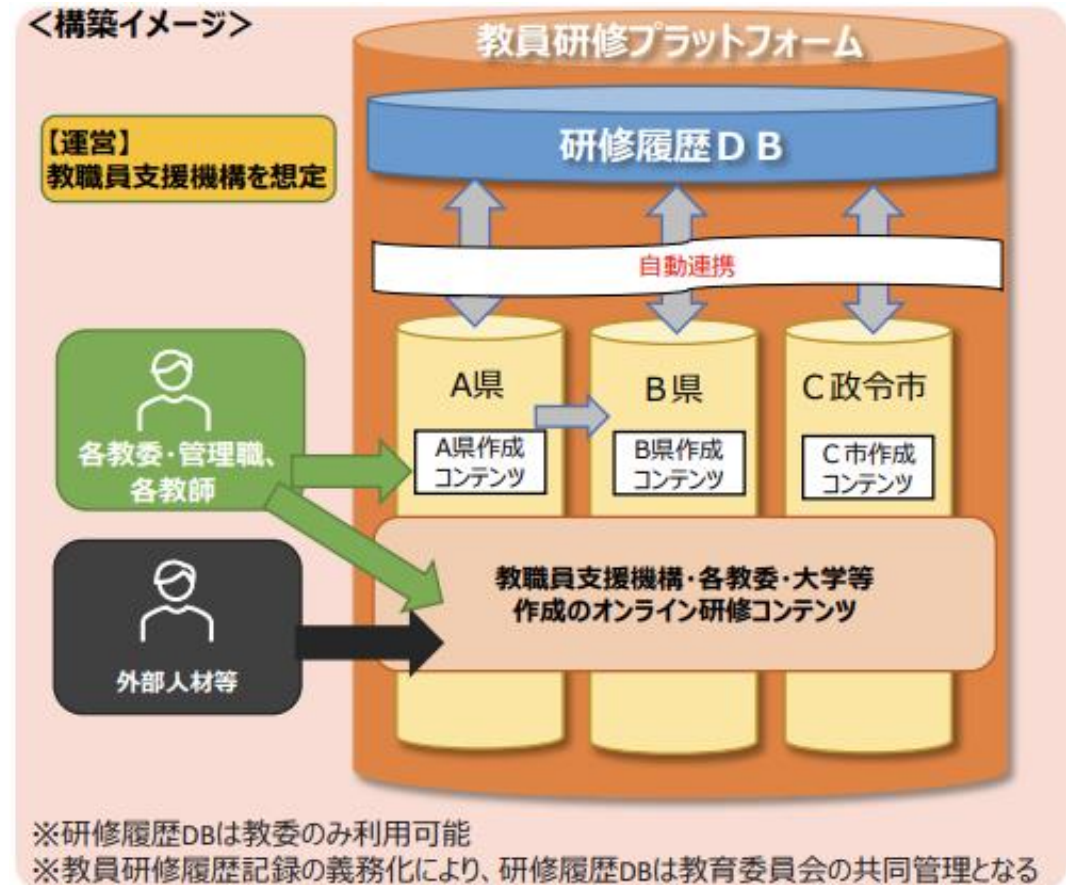 <構築イメージ>
教員研修プラットフォーム
研修履歴DB
【運営】
教職員支援機構を想定
自動連携
A県
B県
C政令市
A県作成
コンテンツ
B県作成
コンテンツ
C市作成
コンテンツ
各教委・管理職、
各教師
教職員支援機構・各教委・大学等
作成のオンライン研修コンテンツ
外部人材等
※研修履歴DBは教委のみ利用可能
※教員研修履歴記録の義務化により、研修履歴DBは教育委員会の共同管理となる